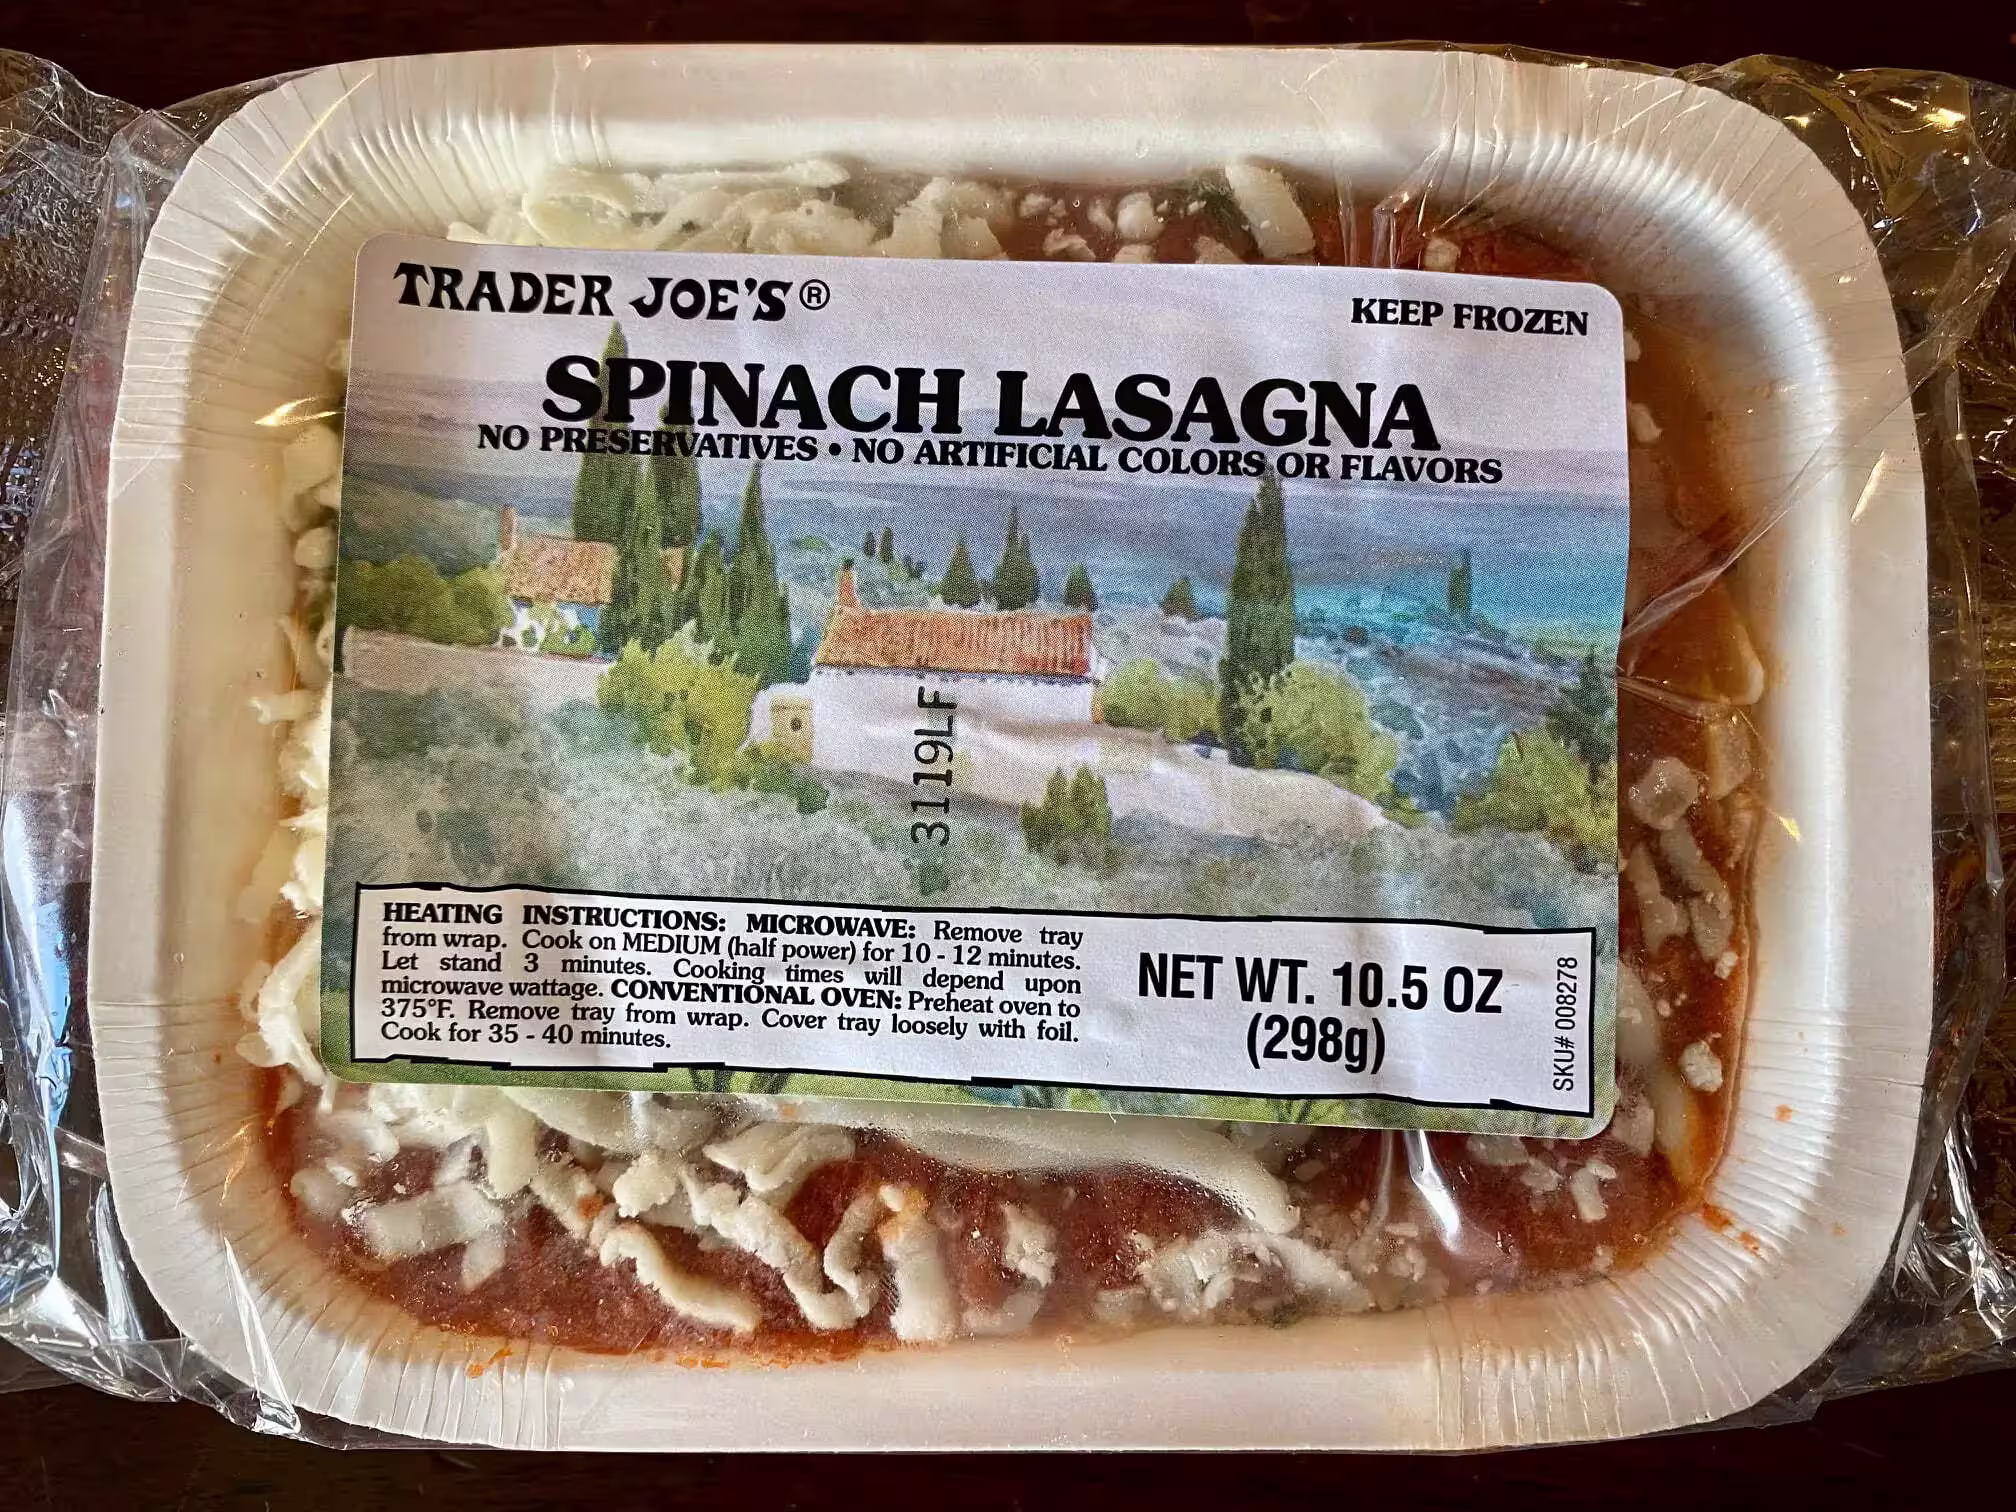 TRADER JOE'S®
KEEP FROZEN
SPINACH LASAGNA
NO PRESERVATIVES • NO ARTIFICIAL COLORS OR FLAVORS
3119LF
HEATING INSTRUCTIONS: MICROWAVE: Remove tray
from wrap. Cook on MEDIUM (half power) for 10 - 12 minutes.
Let stand 3 minutes. Cooking times will depend upon
microwave wattage. CONVENTIONAL OVEN: Preheat oven to
375°F. Remove tray from wrap. Cover tray loosely with foil.
Cook for 35 - 40 minutes.
NET WT. 10.5 OZ
(298g)
SKU# 008278